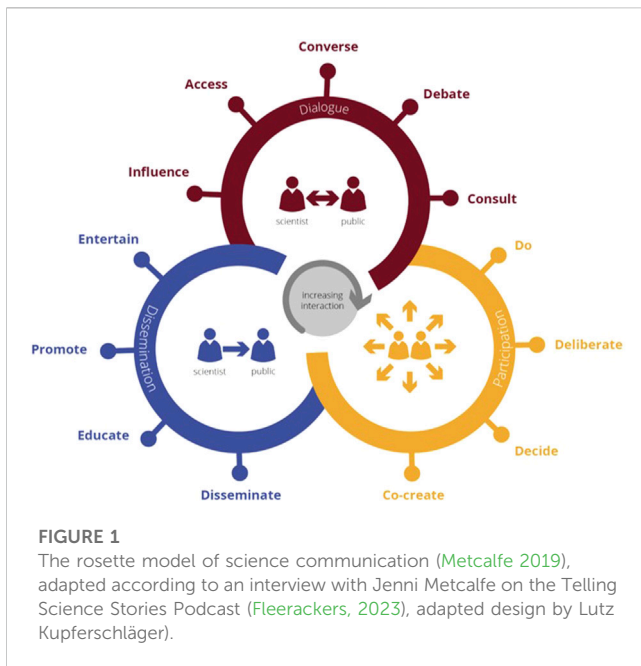 Converse
Access
Debate
Dialogue
Influence
Consult
scientist
public
Entertain
Do
Increasing
interaction
Dissemination
Participation
Promote
Deliberate
scientist
public
Educate
Decide
Disseminate
Co-create
FIGURE 1
The rosette model of science communication (Metcalfe 2019),
adapted according to an interview with Jenni Metcalfe on the Telling
Science Stories Podcast (Fleerackers, 2023), adapted design by Lutz
Kupferschläger).